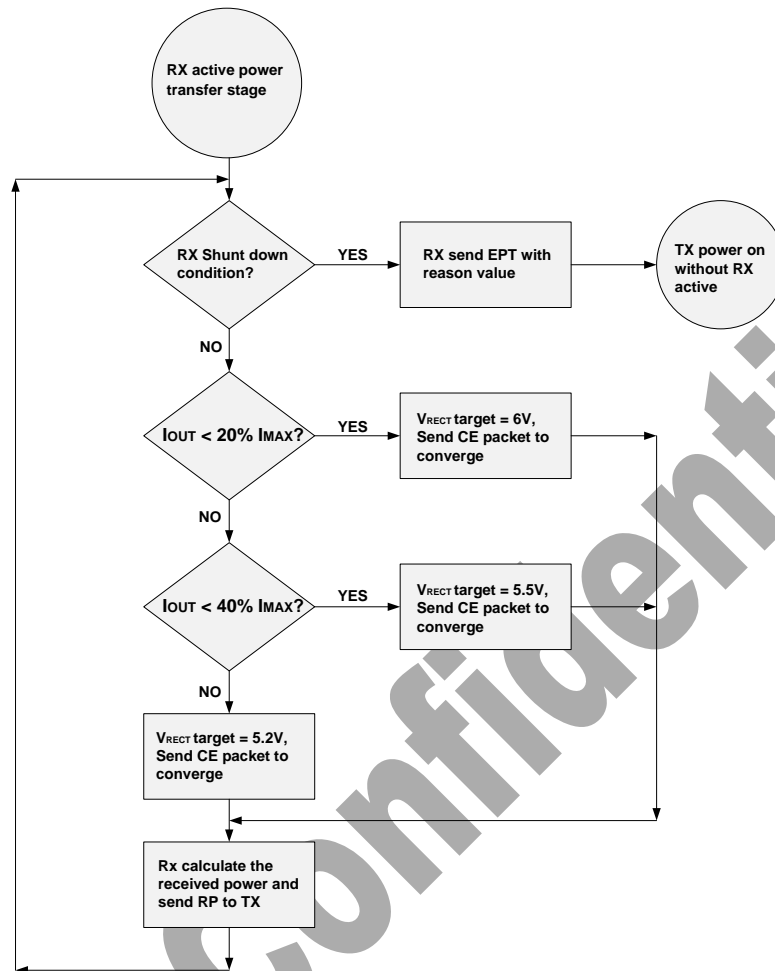 RX active power
transfer stage
RX Shunt down
condition?
YES
RX send EPT with
reason value
TX power on
without RX
active
NO
IOUT < 20% IMAX?
YES
VRECT target = 6V,
Send CE packet to
converge
NO
IOUT < 40% IMAX?
YES
VRECT target = 5.5V,
Send CE packet to
converge
NO
VRECT target = 5.2V,
Send CE packet to
converge
Rx calculate the
received power and
send RP to TX
Confidenti